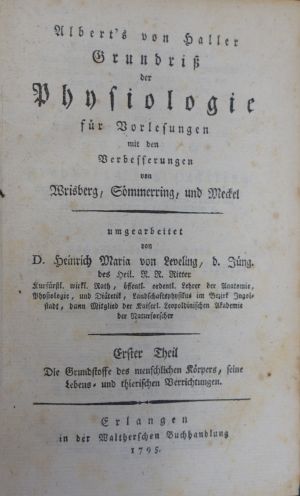 Albert's von Haller
Grundriß
der
Physiologie
für Vorlesungen
mit den
Verbesserungen
von
Wrisberg, Sömmerring, und Meckel
umgearbeitet
von
D. Heinrich Maria von Leveling, d. Jüng.
des Heil. R. R. Ritter
Kurfürstl. wirkl. Rath, öffentl. ordentl. Lehrer der Anatomie,
Physiologie, und Diätetik, Landschaftsphysikus im Bezirk Ingol-
stadt, dann Mitglied der Kaiserl. Leopoldinischen Akademie
der Naturforscher
Erster Theil
Die Grundstoffe des menschlichen Körpers, seine
Lebens- und thierischen Verrichtungen.
Erlangen
in der Waltherschen Buchhandlung
1795.